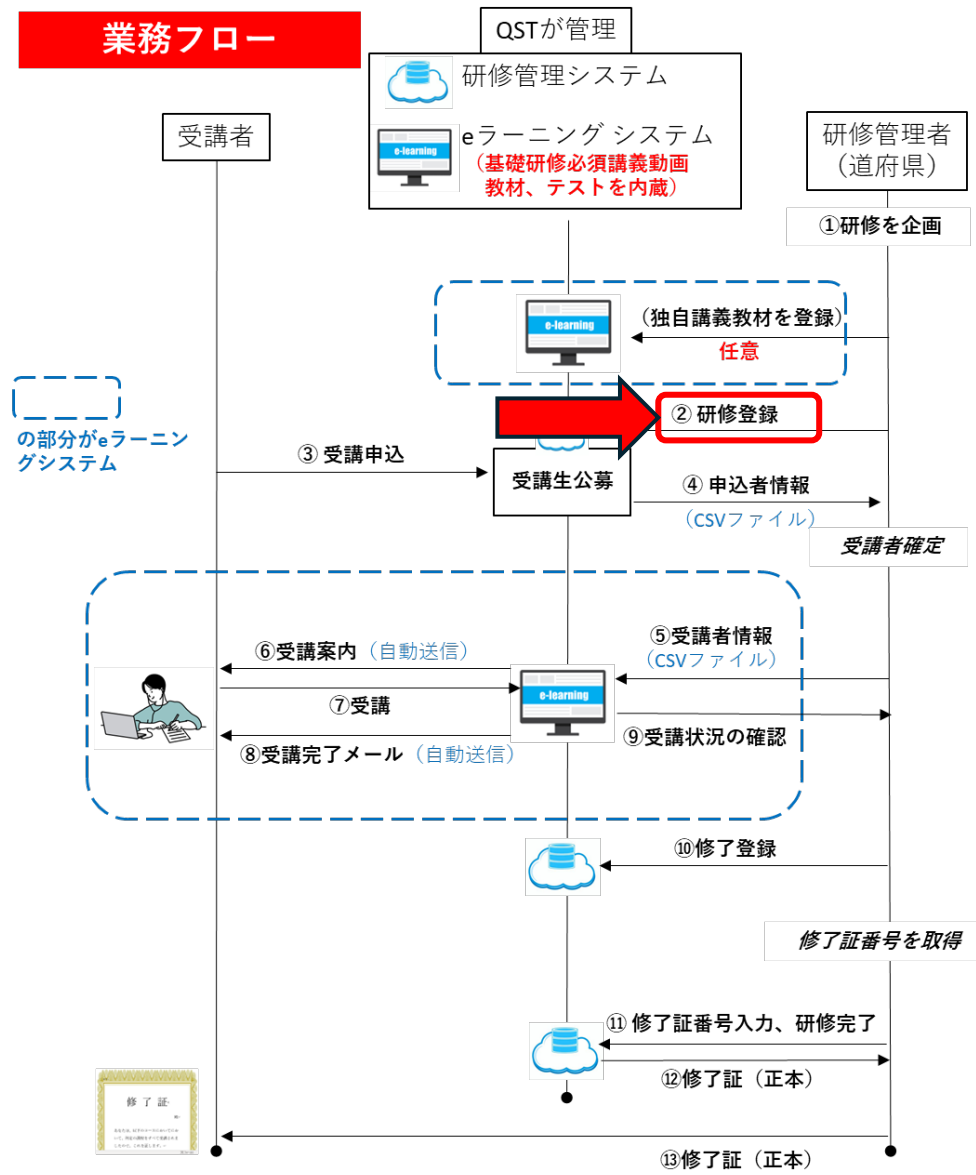 業務フロー
QSTが管理
研修管理システム
e-learning
eラーニング システム
（基礎研修必須講義動画
教材、テストを内蔵）
受講者
研修管理者
（道府県）
①研修を企画
e-learning
（独自講義教材を登録）
任意
の部分がeラーニン
グシステム
② 研修登録
③ 受講申込
受講生公募
④ 申込者情報
（CSVファイル）
受講者確定
⑤受講者情報
（CSVファイル）
⑥受講案内（自動送信）
e-learning
⑦受講
⑧受講完了メール（自動送信）
⑨受講状況の確認
⑩修了登録
修了証番号を取得
⑪ 修了証番号入力、研修完了
⑫修了証（正本）
修 了 証
⑬修了証（正本）